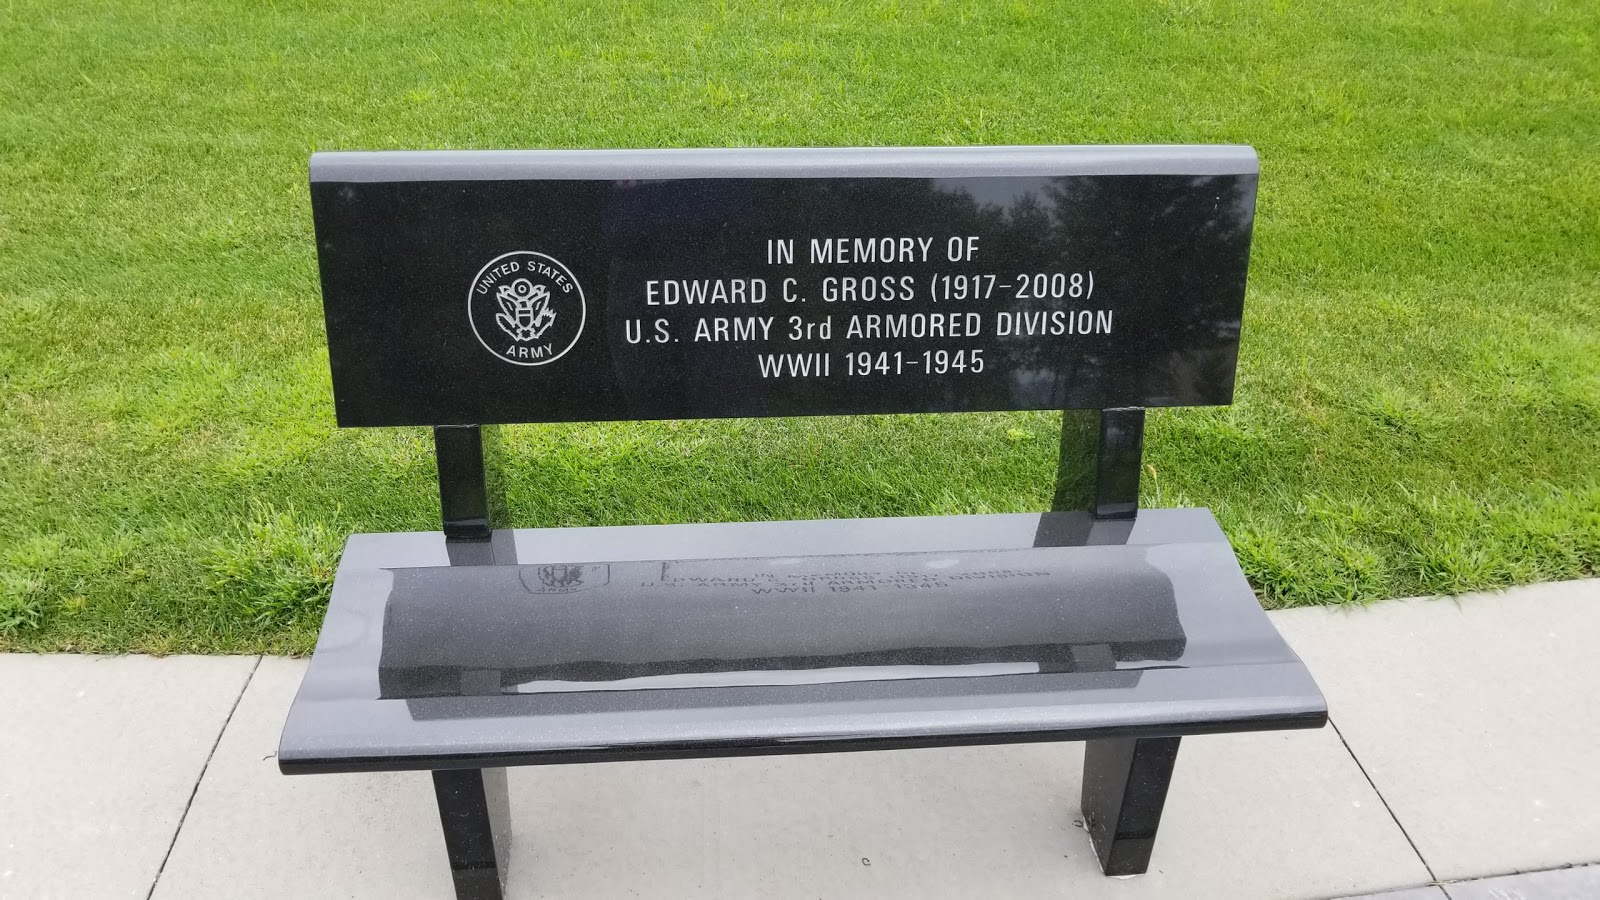 UNITED STATES
ARMY
IN MEMORY OF
EDWARD C. GROSS (1917-2008)
U.S. ARMY 3rd ARMORED DIVISION
WWII 1941-1945